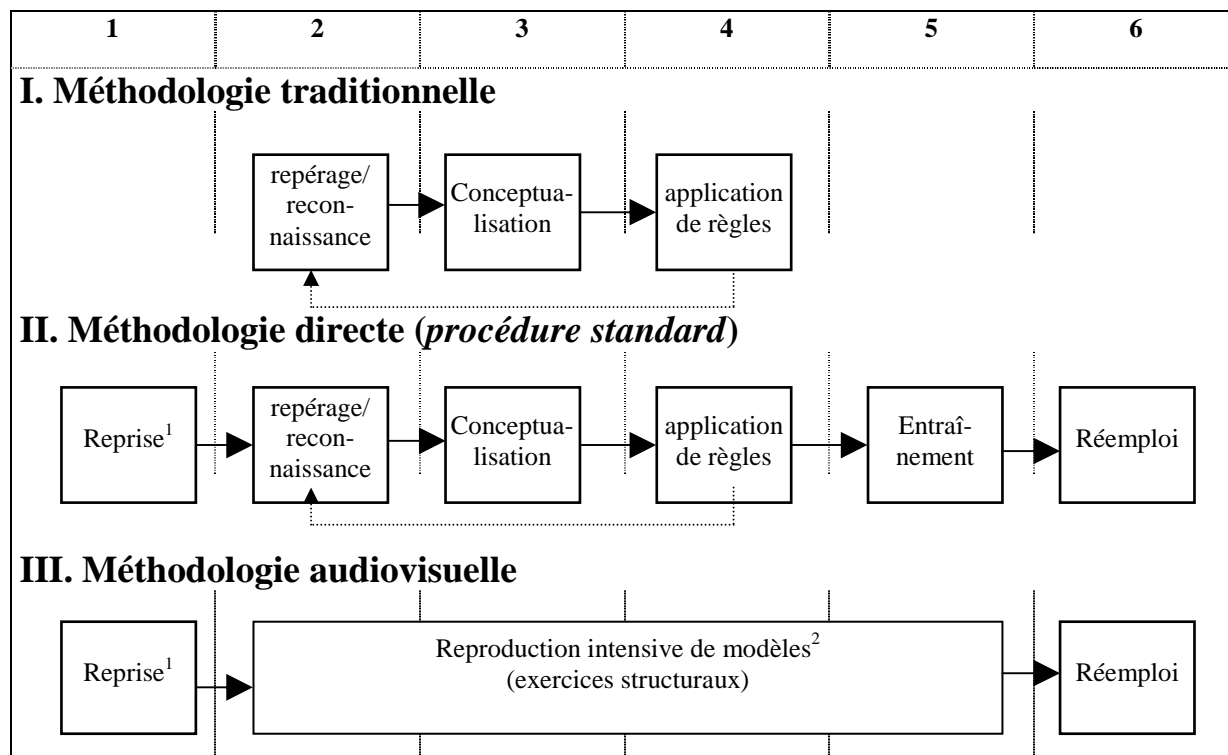 1 2 3 4 5 6
I. Méthodologie traditionnelle
repérage/
recon-
naissance
Conceptua-
lisation
application
de règles
II. Méthodologie directe (procédure standard)
Reprise1
repérage/
recon-
naissance
Conceptua-
lisation
application
de règles
Entraî-
nement
Réemploi
III. Méthodologie audiovisuelle
Reprise1
Reproduction intensive de modèles2
(exercices structuraux)
Réemploi